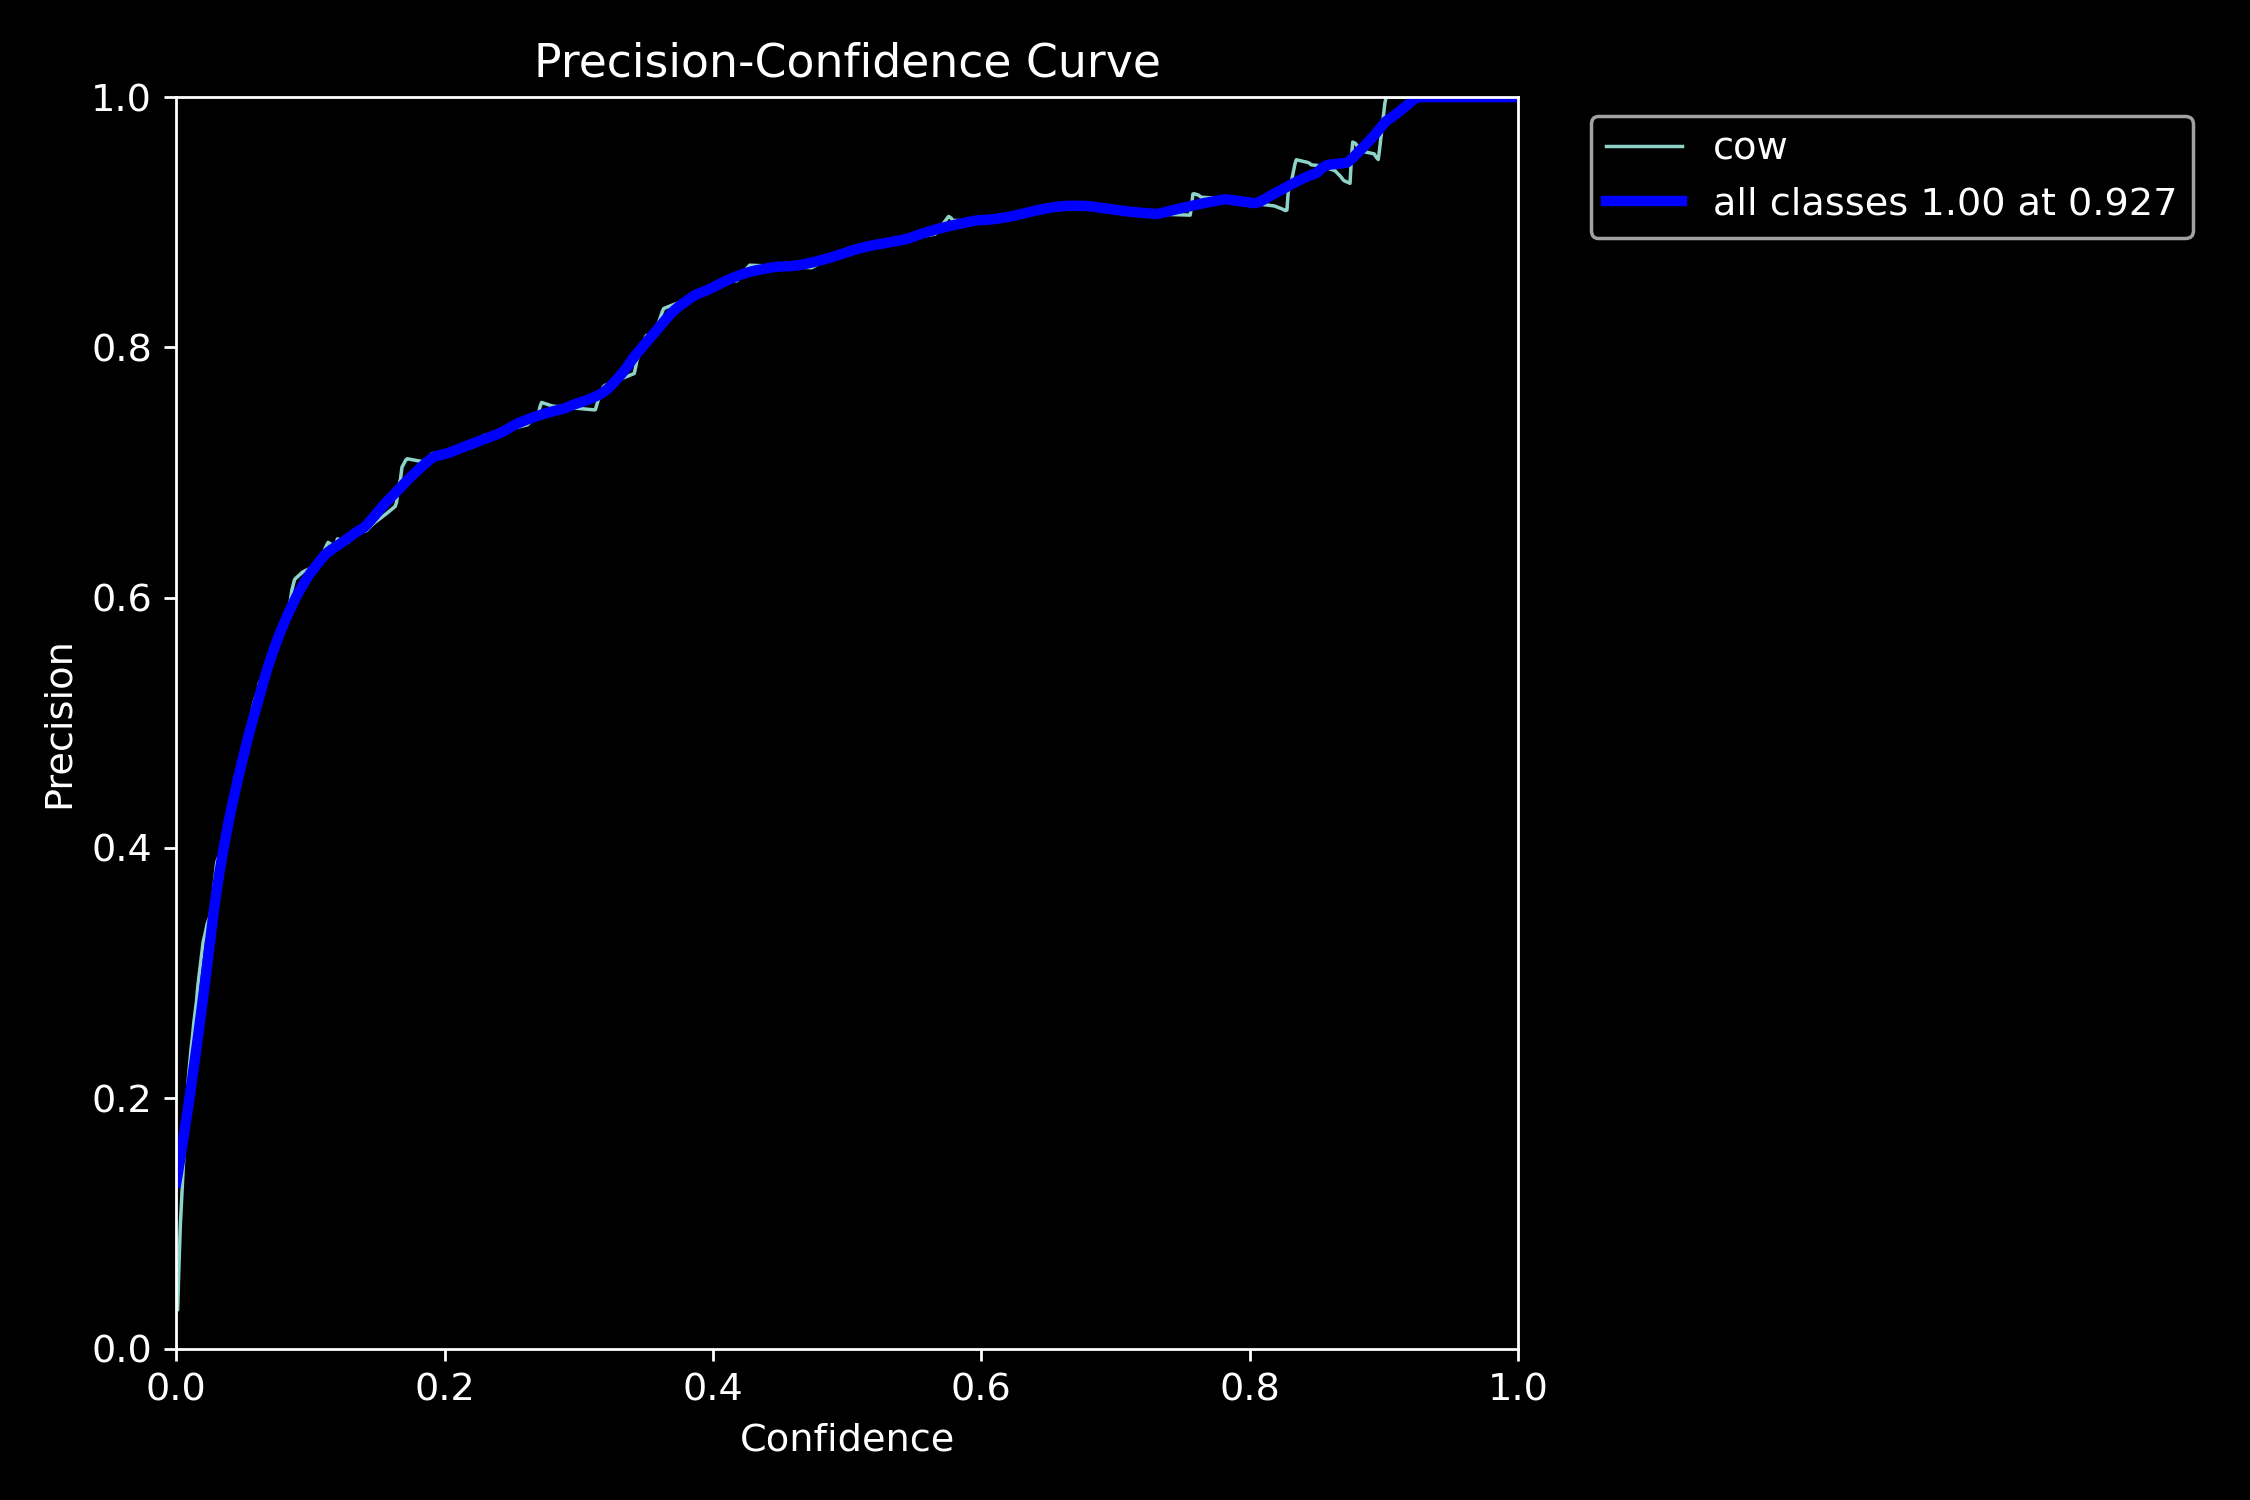 Precision-Confidence Curve
1.0
0.8
0.6
0.4
0.2
0.0
Precision
0.0 0.2 0.4 0.6 0.8 1.0
Confidence
cow
all classes 1.00 at 0.927